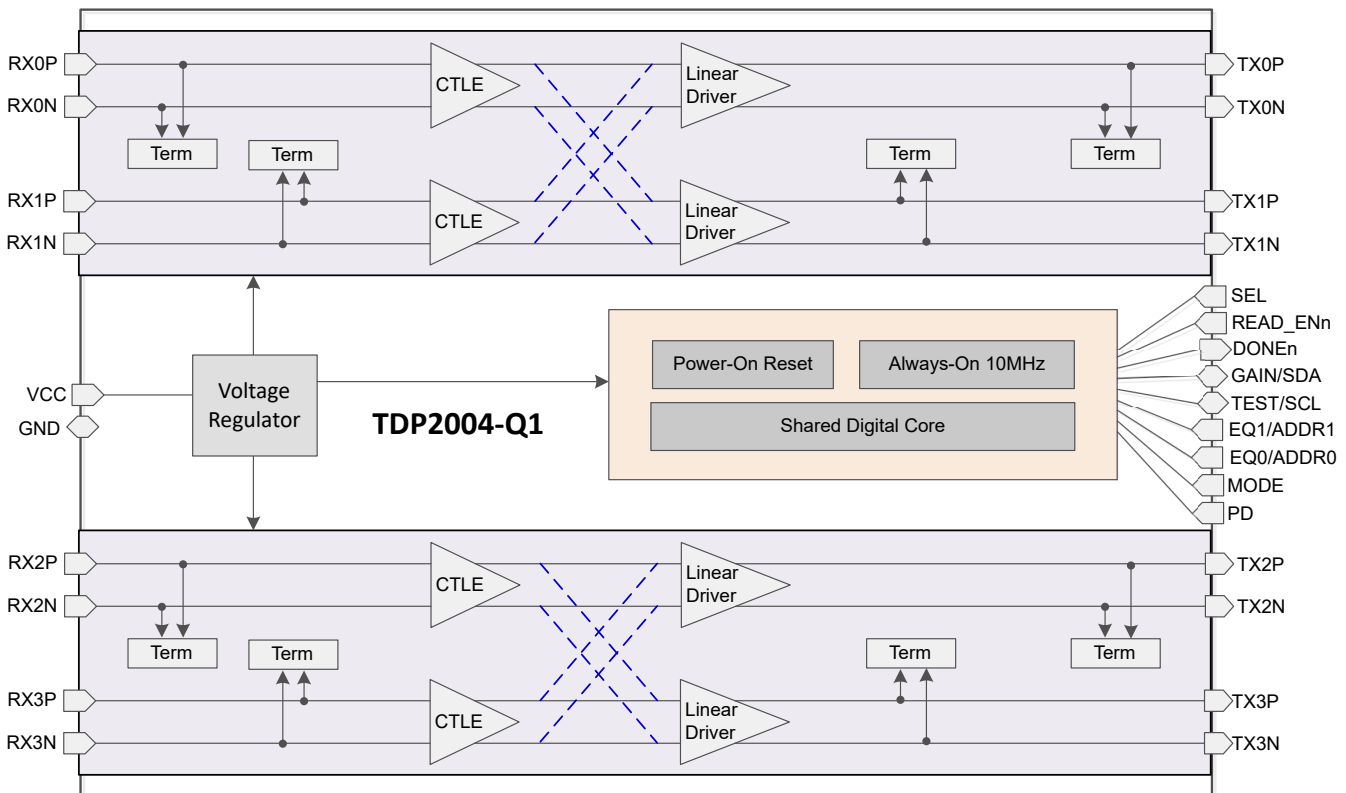 RX0P
CTLE
Linear
Driver
TX0P
RX0N
TX0N
Term
Term
Term
Term
RX1P
CTLE
Linear
Driver
TX1P
RX1N
TX1N
SEL
READ_ENn
DONEn
GAIN/SDA
TEST/SCL
EQ1/ADDR1
EQ0/ADDR0
MODE
PD
Power-On Reset
Always-On 10MHz
Shared Digital Core
VCC
GND
Voltage
Regulator
TDP2004-Q1
RX2P
CTLE
Linear
Driver
TX2P
RX2N
TX2N
Term
Term
Term
Term
RX3P
CTLE
Linear
Driver
TX3P
RX3N
TX3N